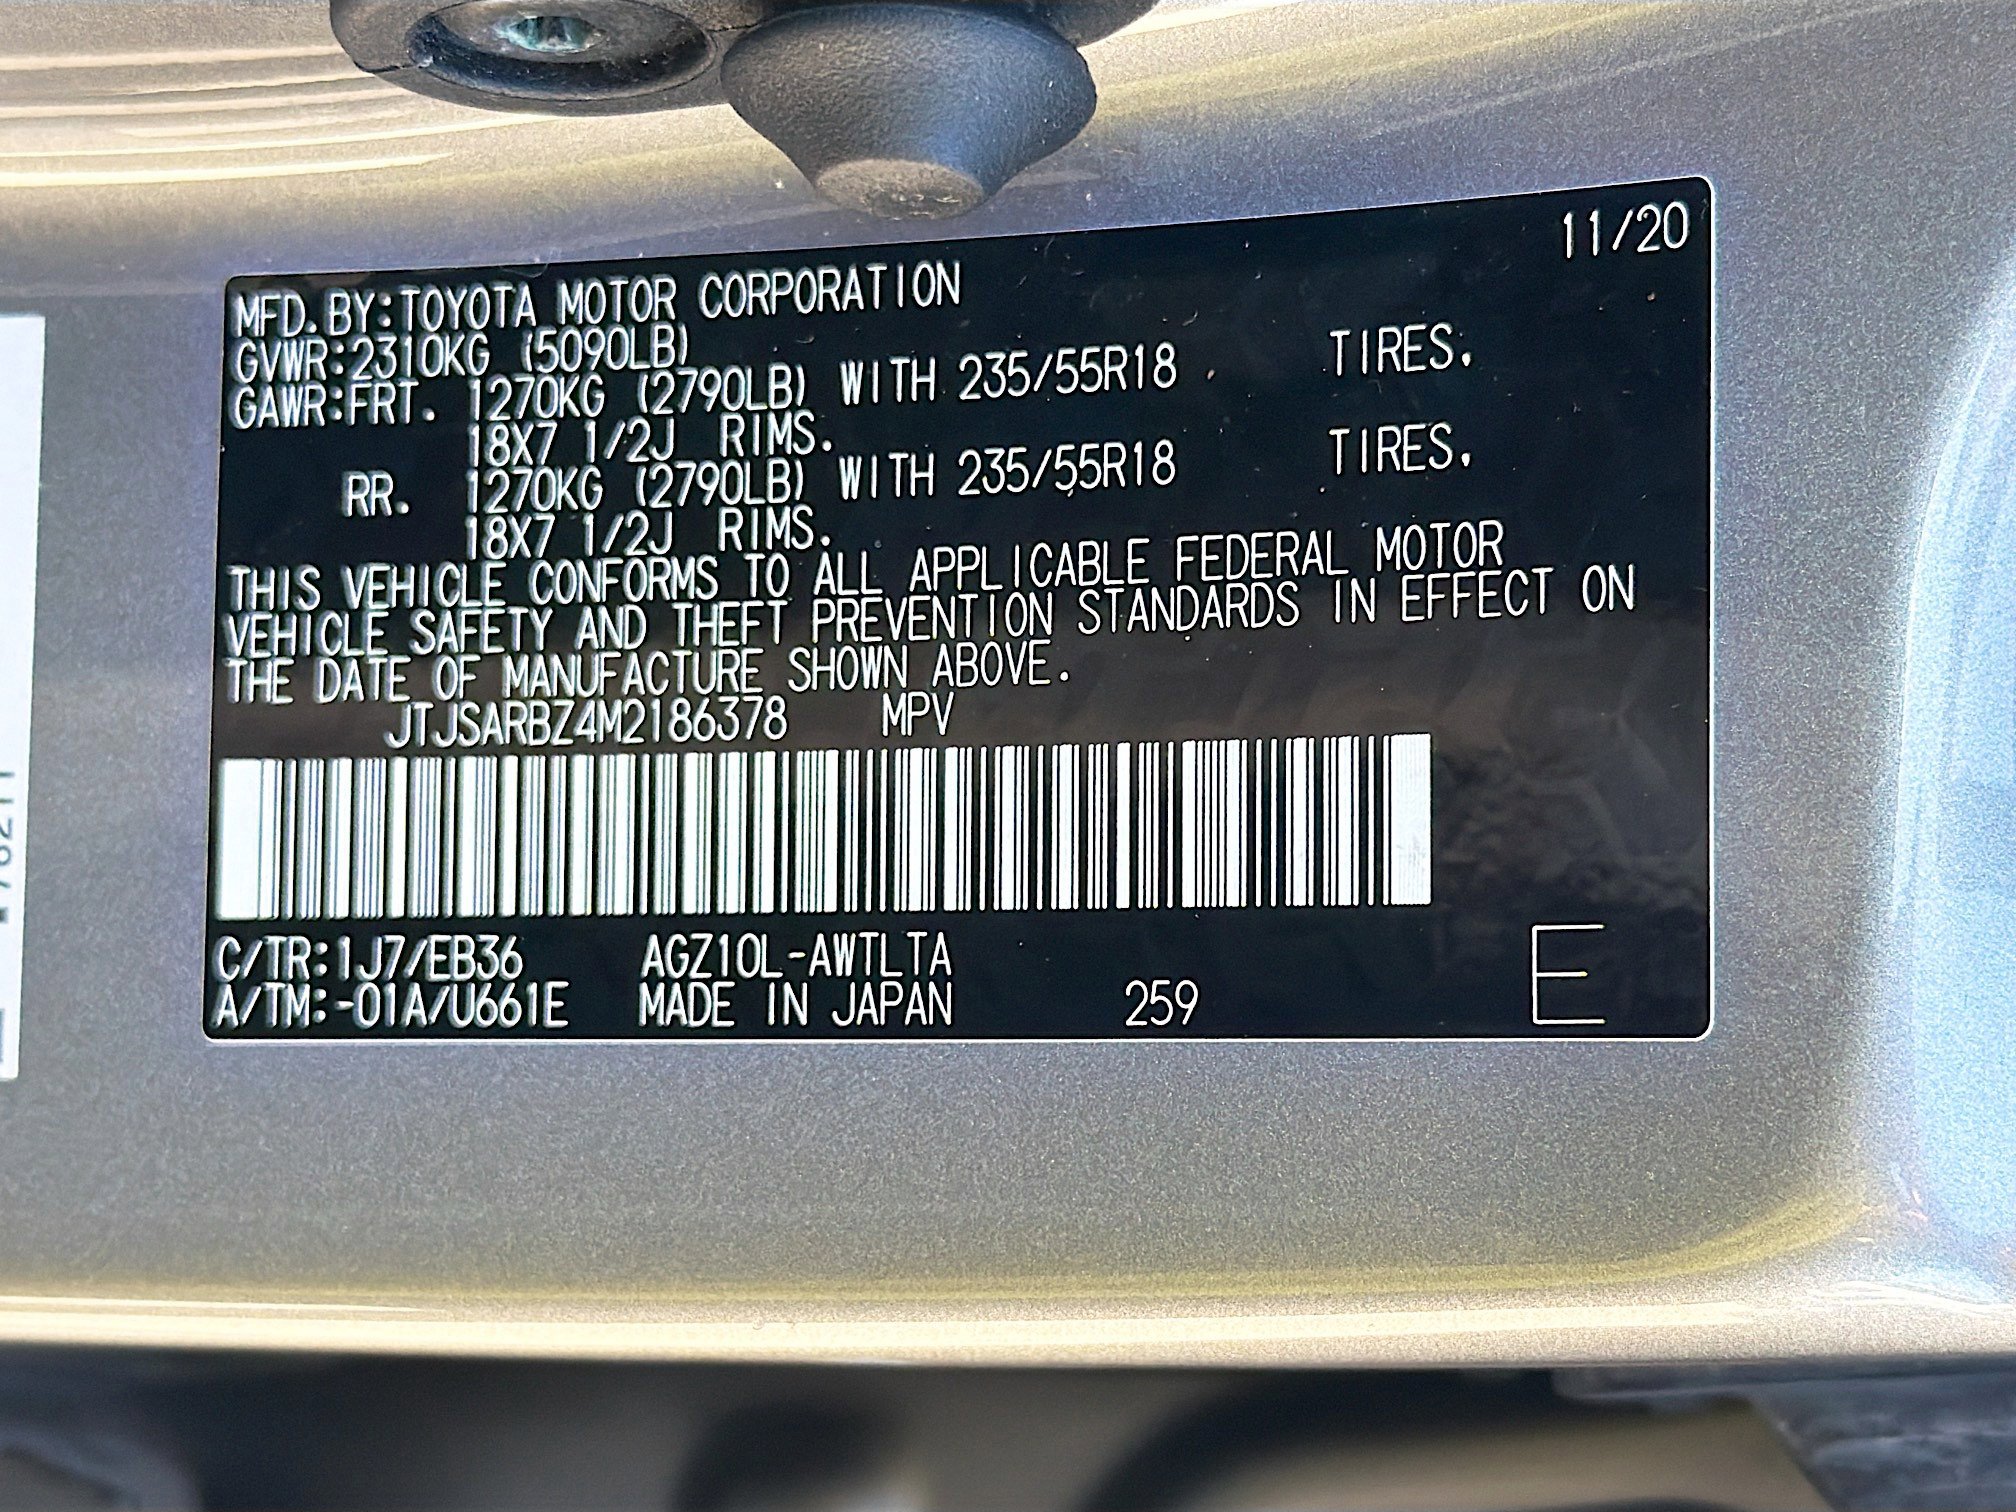 11/20
MFD.BY:TOYOTA MOTOR CORPORATION
GVWR:2310KG (5090LB)
GAWR:FRT. 1270KG (2790LB) WITH 235/55R18 TIRES.
18X7 1/2J RIMS.
RR. 1270KG (2790LB) WITH 235/55R18 TIRES.
18X7 1/2J RIMS.
THIS VEHICLE CONFORMS TO ALL APPLICABLE FEDERAL MOTOR
VEHICLE SAFETY AND THEFT PREVENTION STANDARDS IN EFFECT ON
THE DATE OF MANUFACTURE SHOWN ABOVE.
JTJSARBZ4M2186378 MPV
C/TR:1J7/EB36 AGZ10L-AWTLTA
A/TM:-01A/U661E MADE IN JAPAN 259 E